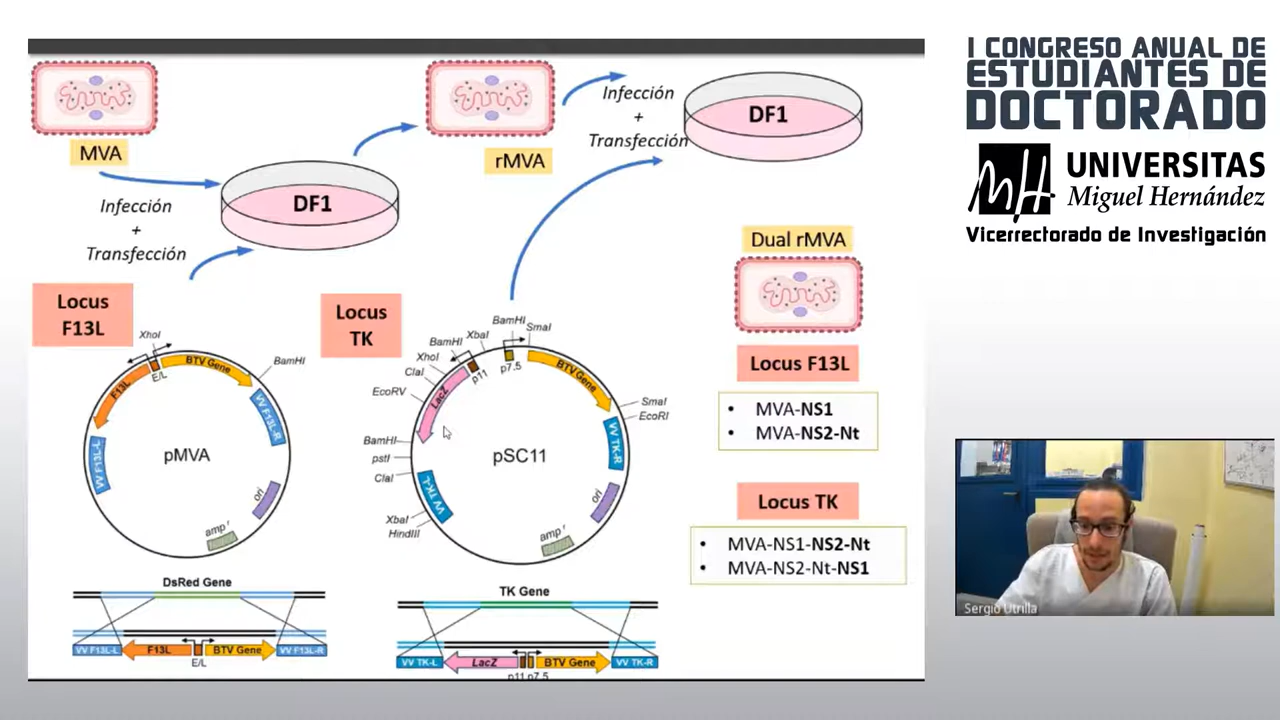 I CONGRESO ANUAL DE
ESTUDIANTES DE
DOCTORADO
UNIVERSITAS
Miguel Hernández
Vicerrectorado de Investigación
MVA
Infección
+
Transfección
DF1
rMVA
Infección
+
Transfección
DF1
Dual rMVA
Locus
F13L
XhoI
E/L
F13L
BTV Gene
BamHI
VV F13L-R
VV F13L-L
pMVA
ori
amp r
DsRed Gene
VV F13L-L
F13L
BTV Gene
VV F13L-R
E/L
Locus
TK
BamHI
SmaI
XbaI
BamHI
XhoI
ClaI
EcoRV
p11
p7.5
LacZ
BTV Gene
SmaI
EcoRI
BamHI
pstI
ClaI
VV TK-R
VV TK-L
pSC11
XbaI
HindIII
ori
amp r
TK Gene
VV TK-L
LacZ
BTV Gene
VV TK-R
p11 p7.5
Locus F13L
• MVA-NS1
• MVA-NS2-Nt
Locus TK
• MVA-NS1-NS2-Nt
• MVA-NS2-Nt-NS1
Sergio Utrilla